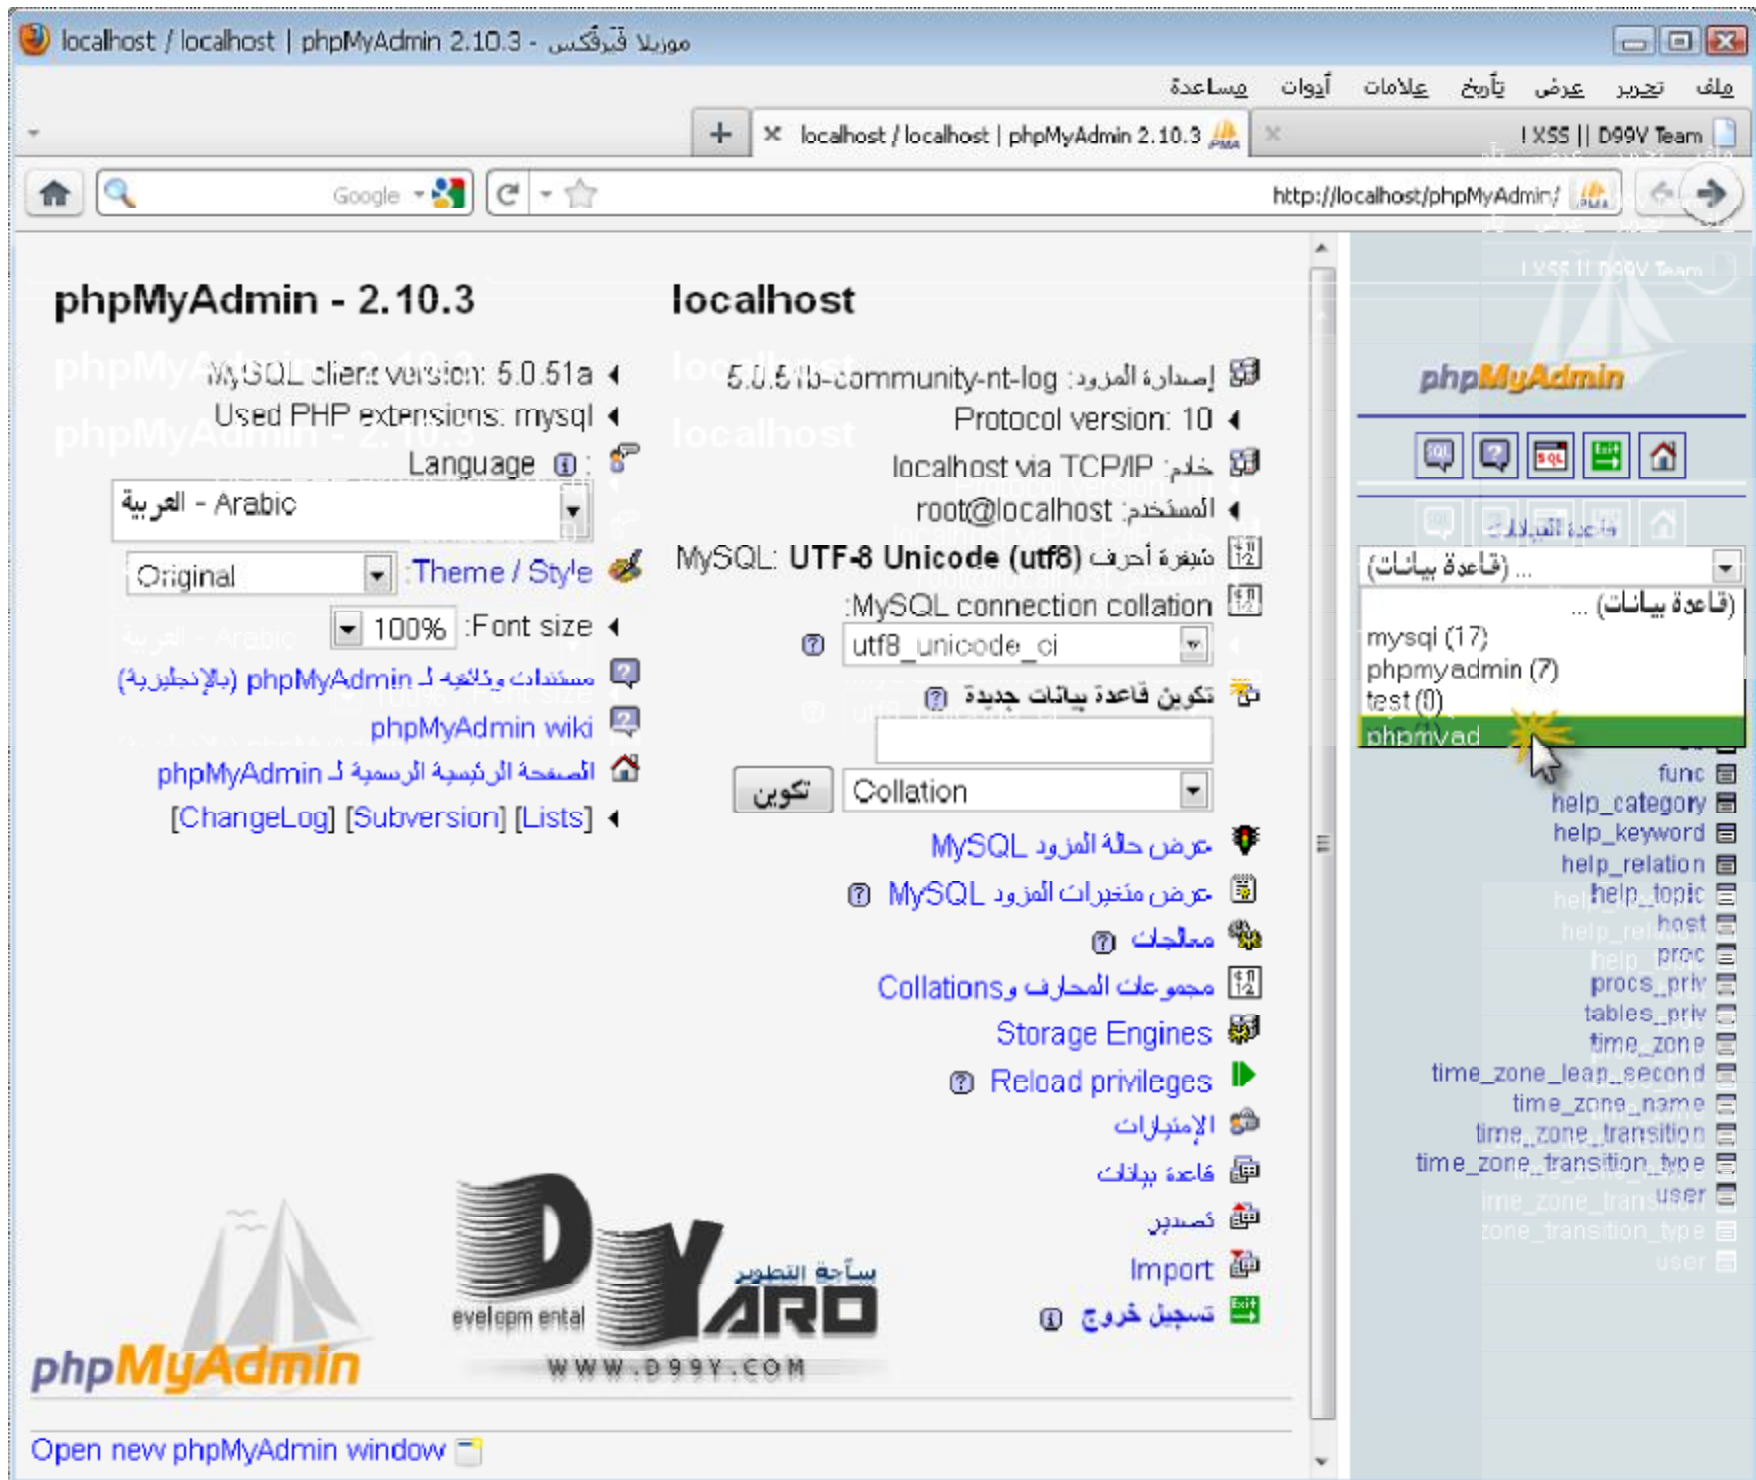 localhost / localhost | phpMyAdmin 2.10.3 - موزيلا فَيرفُكس
ملف تحرير عرض تأريخ علامات أدوات مساعدة
! XSS || D99V Team
localhost / localhost | phpMyAdmin 2.10.3
http://localhost/phpMyAdmin/
Google
localhost
إصدارة المزود: 5.0.51b-community-nt-log
Protocol version: 10
خادم: localhost via TCP/IP
المستخدم: root@localhost
شيفرة أحرف MySQL: UTF-8 Unicode (utf8)
MySQL connection collation:
utf8_unicode_ci
تكوين قاعدة بيانات جديدة
Collation
تكوين
عرض حالة المزود MySQL
عرض متغيرات المزود MySQL
معالجات
مجموعات المحارف وCollations
Storage Engines
Reload privileges
الإمتيازات
قاعدة بيانات
تصدير
Import
تسجيل خروج
phpMyAdmin - 2.10.3
MySQL client version: 5.0.51a
Used PHP extensions: mysql
Language :
العربية - Arabic
Theme / Style:
Original
Font size:
100%
مستندات وثائقية لـ phpMyAdmin (بالإنجليزية)
phpMyAdmin wiki
الصفحة الرئيسية الرسمية لـ phpMyAdmin
[ChangeLog] [Subversion] [Lists]
phpMyAdmin
قاعدة البيانات
(قاعدة بيانات) ...
(قاعدة بيانات) ...
mysql (17)
phpmyadmin (7)
test (0)
phpmyad
func
help_category
help_keyword
help_relation
help_topic
host
proc
procs_priv
tables_priv
time_zone
time_zone_leap_second
time_zone_name
time_zone_transition
time_zone_transition_type
user
phpMyAdmin
Developmental YARD
ساحة التطوير
WWW.D99Y.COM
Open new phpMyAdmin window